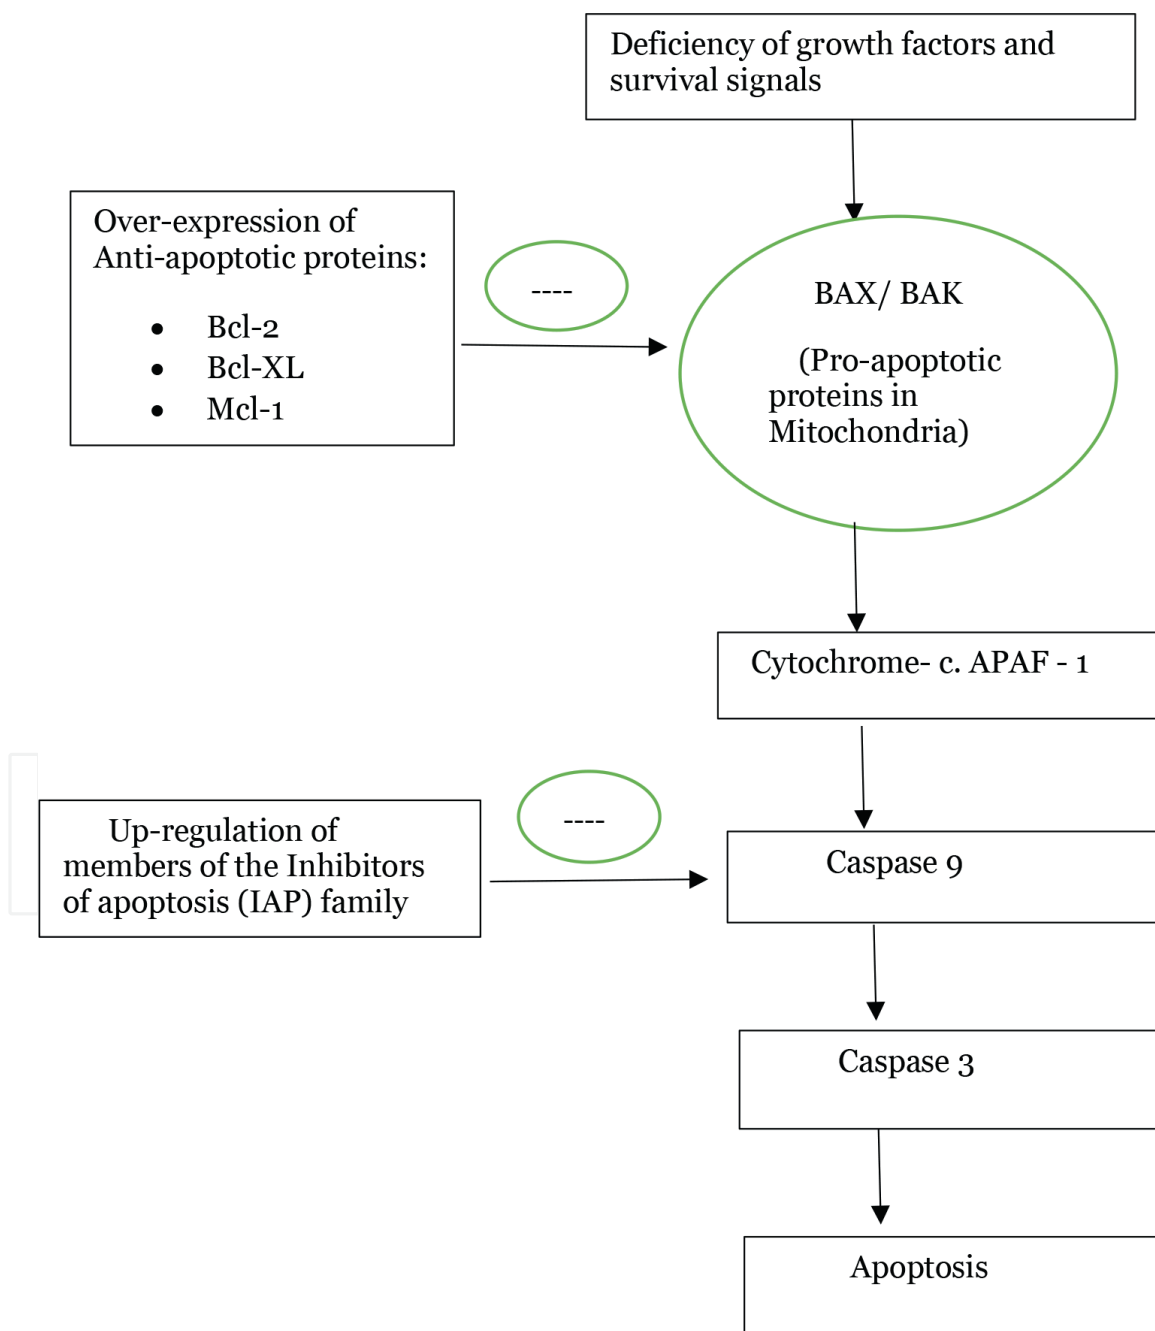 Deficiency of growth factors and
survival signals
Over-expression of
Anti-apoptotic proteins:
• Bcl-2
• Bcl-XL
• Mcl-1
----
BAX/ BAK
(Pro-apoptotic
proteins in
Mitochondria)
Cytochrome- c. APAF - 1
Up-regulation of
members of the Inhibitors
of apoptosis (IAP) family
----
Caspase 9
Caspase 3
Apoptosis